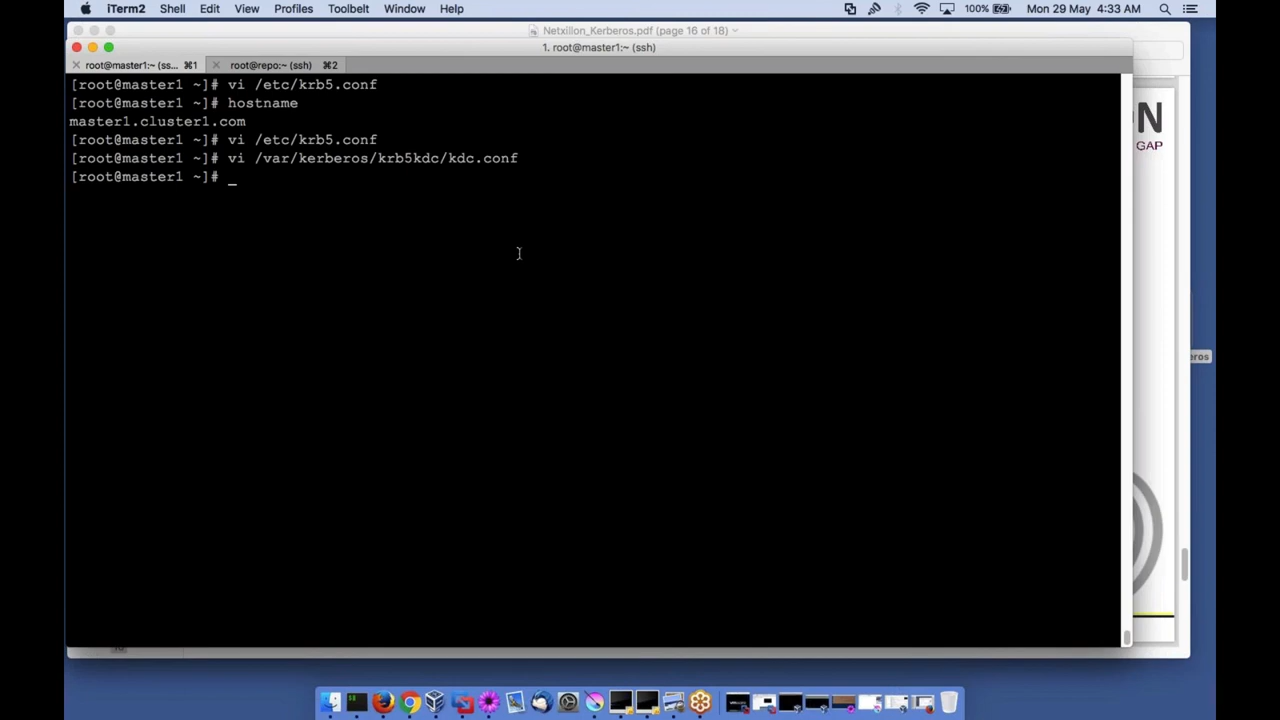 iTerm2 Shell Edit View Profiles Toolbelt Window Help 100% Mon 29 May 4:33 AM
Netxillon_Kerberos.pdf (page 16 of 18)
1. root@master1:~ (ssh)
root@master1:~ (ss... ⌘1 root@repo:~ (ssh) ⌘2
[root@master1 ~]# vi /etc/krb5.conf
[root@master1 ~]# hostname
master1.cluster1.com
[root@master1 ~]# vi /etc/krb5.conf
[root@master1 ~]# vi /var/kerberos/krb5kdc/kdc.conf
[root@master1 ~]# _
N
GAP
eros